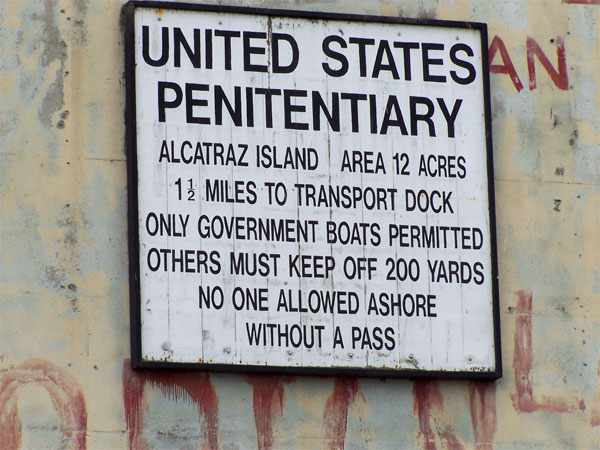 UNITED STATES
PENITENTIARY
ALCATRAZ ISLAND AREA 12 ACRES
1½ MILES TO TRANSPORT DOCK
ONLY GOVERNMENT BOATS PERMITTED
OTHERS MUST KEEP OFF 200 YARDS
NO ONE ALLOWED ASHORE
WITHOUT A PASS
AN